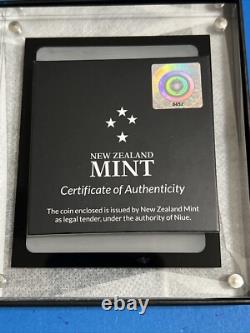 0452
NEW ZEALAND
MINT
Certificate of Authenticity
The coin enclosed is issued by New Zealand Mint
as legal tender, under the authority of Niue.